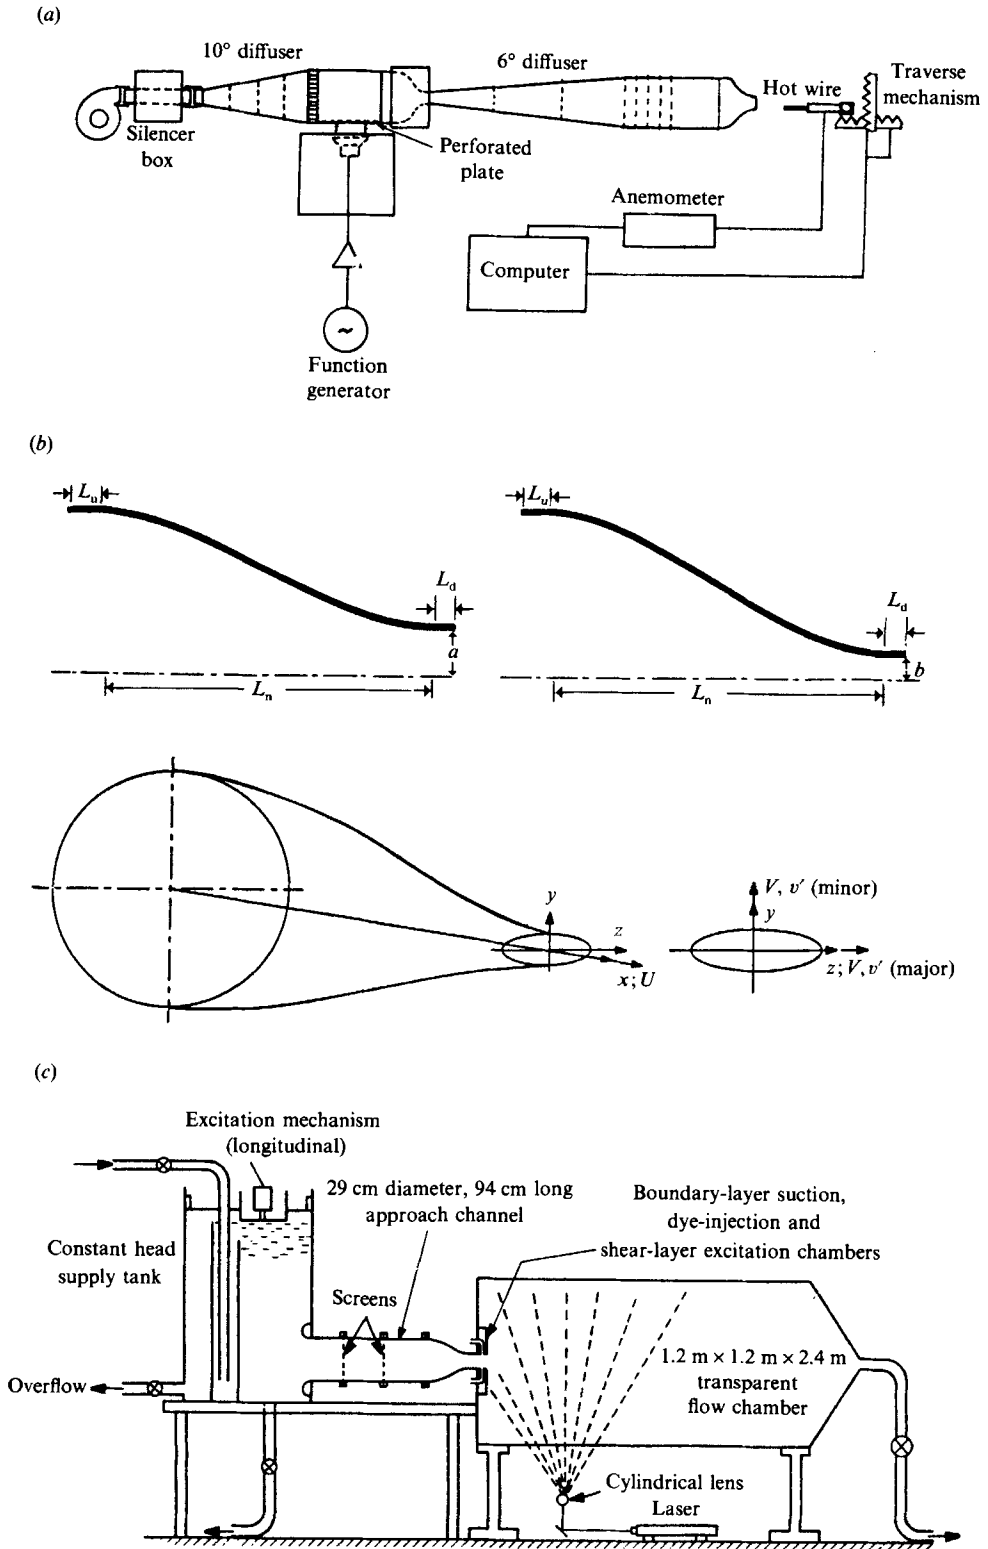 (a)
10° diffuser
6° diffuser
Hot wire
Traverse
mechanism
Silencer
box
Perforated
plate
Anemometer
Computer
~
Function
generator
(b)
L_u
L_d
a
L_n
L_u
L_d
b
L_n
y
z
x; U
V, v′ (minor)
y
z; V, v′ (major)
(c)
Excitation mechanism
(longitudinal)
29 cm diameter, 94 cm long
approach channel
Boundary-layer suction,
dye-injection and
shear-layer excitation chambers
Constant head
supply tank
Screens
Overflow
1.2 m × 1.2 m × 2.4 m
transparent
flow chamber
Cylindrical lens
Laser